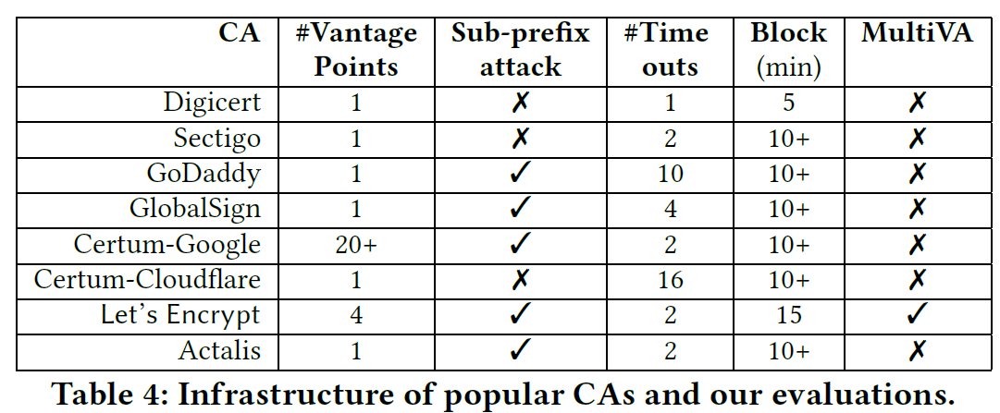 CA #Vantage Points Sub-prefix attack #Time outs Block (min) MultiVA
Digicert 1 ✗ 1 5 ✗
Sectigo 1 ✗ 2 10+ ✗
GoDaddy 1 ✓ 10 10+ ✗
GlobalSign 1 ✓ 4 10+ ✗
Certum-Google 20+ ✓ 2 10+ ✗
Certum-Cloudflare 1 ✗ 16 10+ ✗
Let's Encrypt 4 ✓ 2 15 ✓
Actalis 1 ✓ 2 10+ ✗
Table 4: Infrastructure of popular CAs and our evaluations.